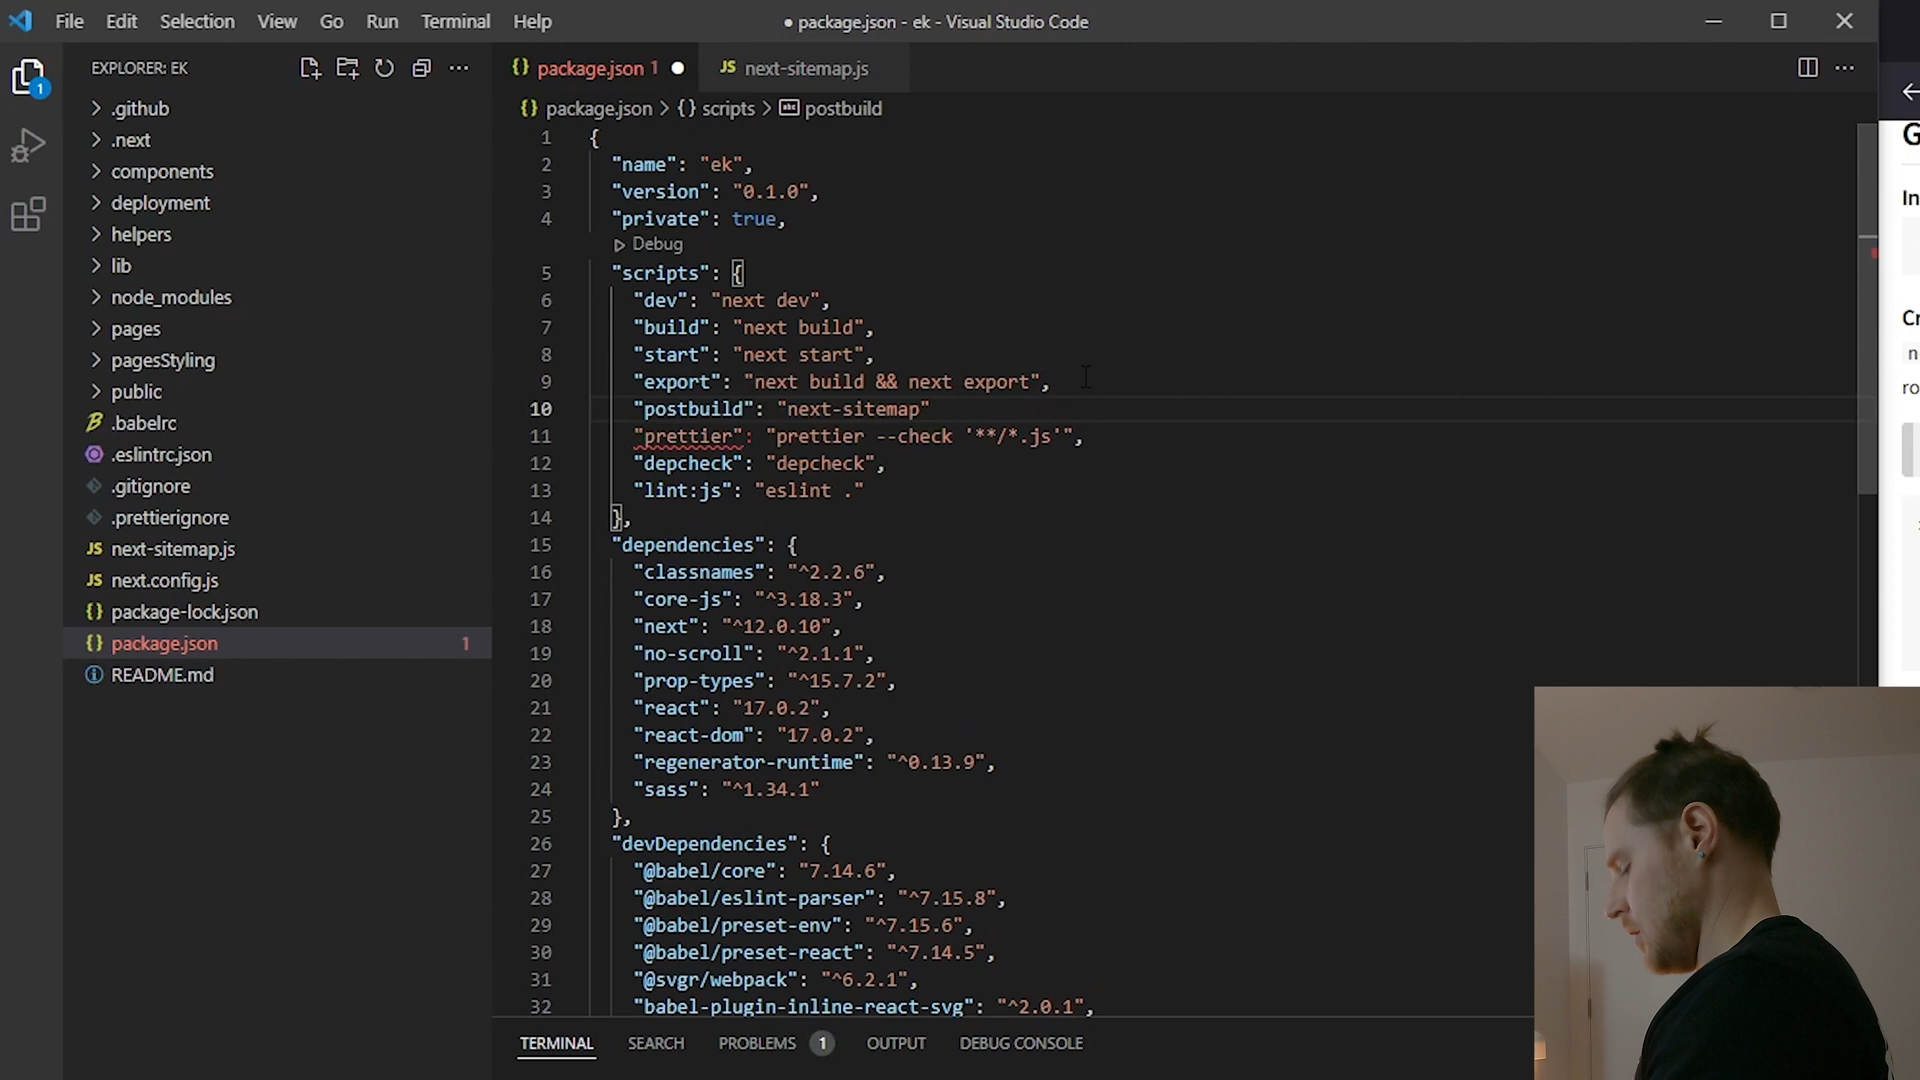 File Edit Selection View Go Run Terminal Help
● package.json - ek - Visual Studio Code
EXPLORER: EK
package.json 1 ●
JS next-sitemap.js
{} package.json > {} scripts > abc postbuild
1
> .github
> .next
> components
> deployment
> helpers
> lib
> node_modules
> pages
> pagesStyling
> public
.babelrc
.eslintrc.json
.gitignore
.prettierignore
JS next-sitemap.js
JS next.config.js
{} package-lock.json
{} package.json 1
README.md
1 {
2 "name": "ek",
3 "version": "0.1.0",
4 "private": true,
Debug
5 "scripts": {
6 "dev": "next dev",
7 "build": "next build",
8 "start": "next start",
9 "export": "next build && next export",
10 "postbuild": "next-sitemap"
11 "prettier": "prettier --check '**/*.js'",
12 "depcheck": "depcheck",
13 "lint:js": "eslint ."
14 },
15 "dependencies": {
16 "classnames": "^2.2.6",
17 "core-js": "^3.18.3",
18 "next": "^12.0.10",
19 "no-scroll": "^2.1.1",
20 "prop-types": "^15.7.2",
21 "react": "17.0.2",
22 "react-dom": "17.0.2",
23 "regenerator-runtime": "^0.13.9",
24 "sass": "^1.34.1"
25 },
26 "devDependencies": {
27 "@babel/core": "7.14.6",
28 "@babel/eslint-parser": "^7.15.8",
29 "@babel/preset-env": "^7.15.6",
30 "@babel/preset-react": "^7.14.5",
31 "@svgr/webpack": "^6.2.1",
32 "babel-plugin-inline-react-svg": "^2.0.1",
TERMINAL SEARCH PROBLEMS 1 OUTPUT DEBUG CONSOLE